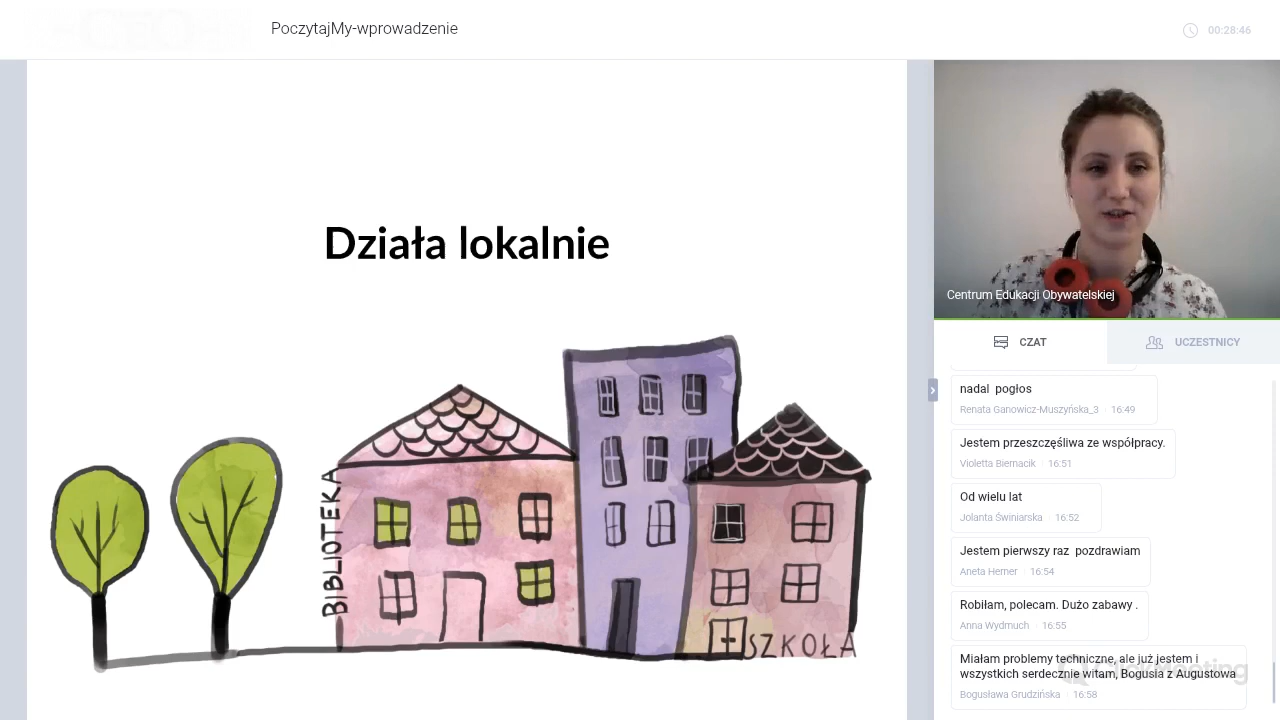 PoczytajMy-wprowadzenie
00:28:46
Działa lokalnie
BIBLIOTEKA
SZKOŁA
Centrum Edukacji Obywatelskiej
CZAT
UCZESTNICY
nadal pogłos
Renata Ganowicz-Muszyńska_3 · 16:49
Jestem przeszczęśliwa ze współpracy.
Violetta Biernacik · 16:51
Od wielu lat
Jolanta Świniarska · 16:52
Jestem pierwszy raz pozdrawiam
Aneta Herner · 16:54
Robiłam, polecam. Dużo zabawy .
Anna Wydmuch · 16:55
Miałam problemy techniczne, ale już jestem i
wszystkich serdecznie witam, Bogusia z Augustowa
Bogusława Grudzińska · 16:58
ClickMeeting